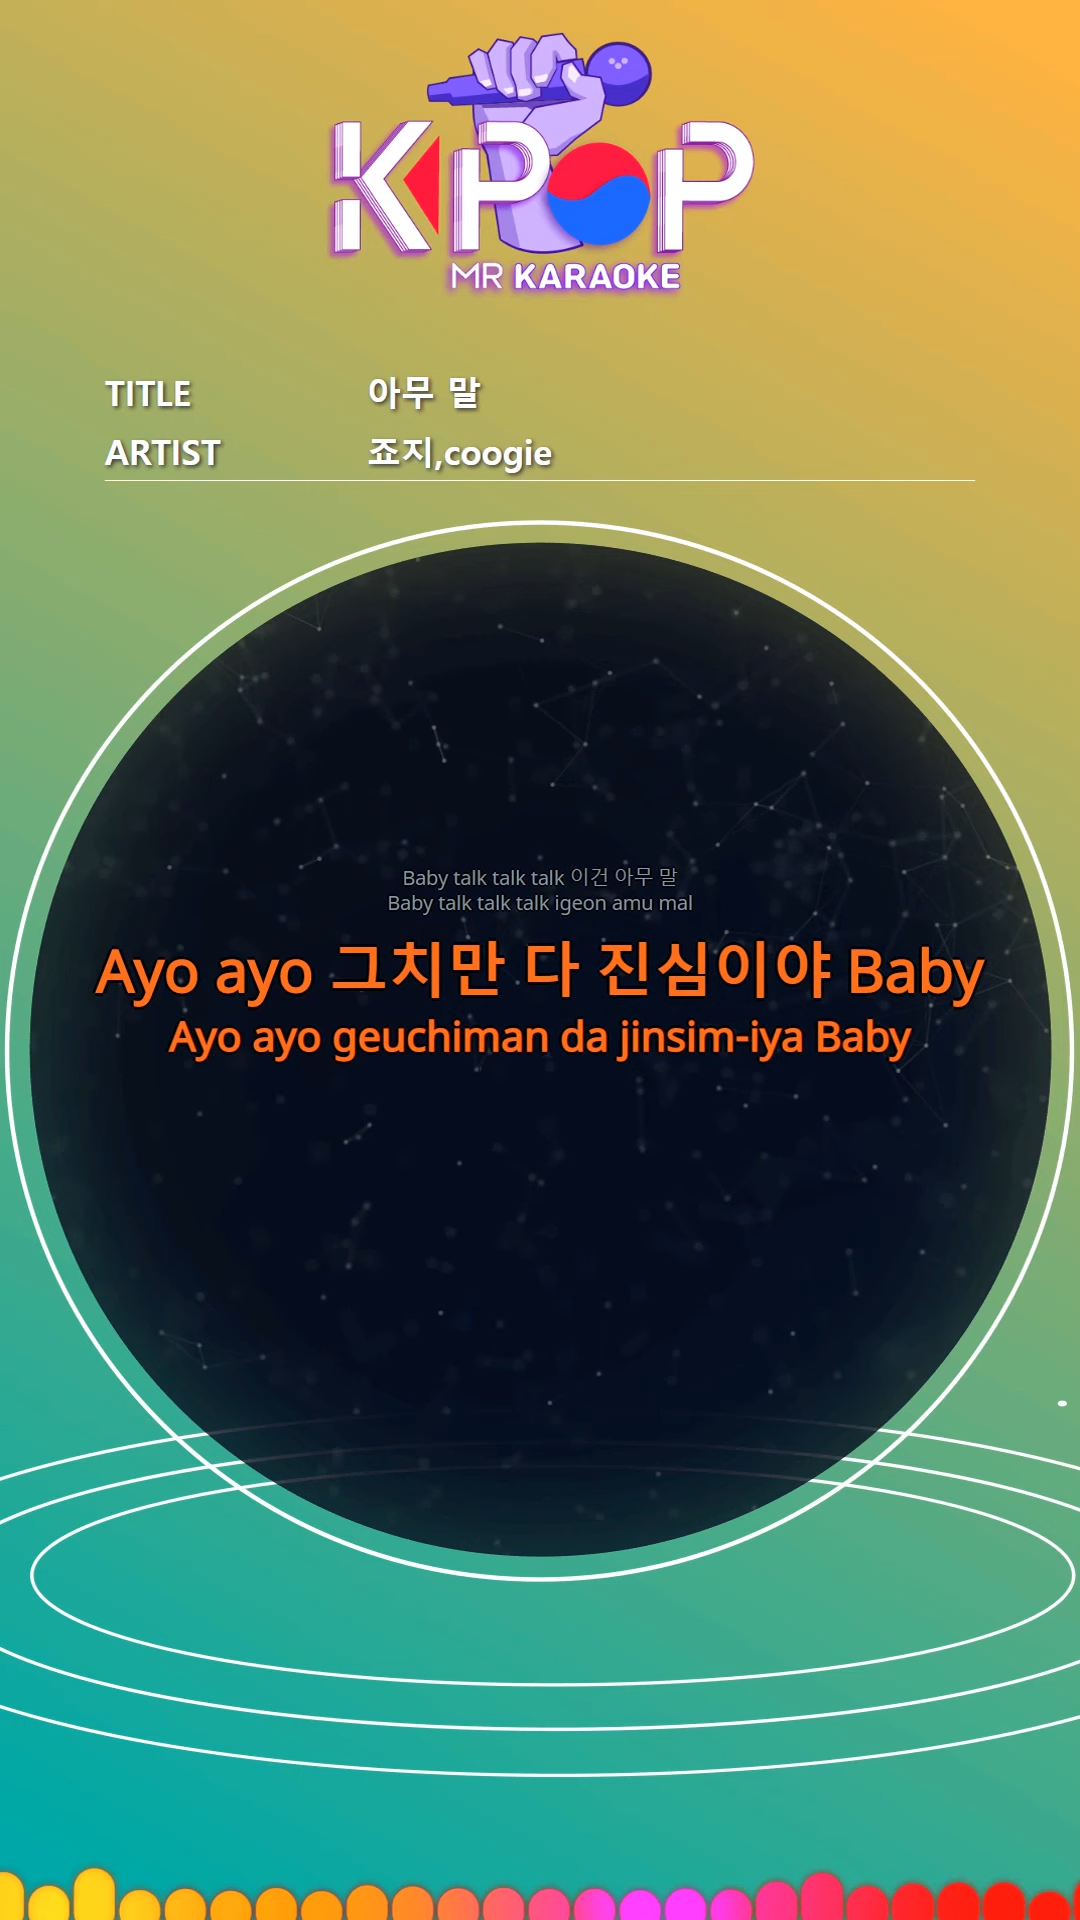 KPOP
MR KARAOKE
TITLE 아무 말
ARTIST 죠지,coogie
Baby talk talk talk 이건 아무 말
Baby talk talk talk igeon amu mal
Ayo ayo 그치만 다 진심이야 Baby
Ayo ayo geuchiman da jinsim-iya Baby